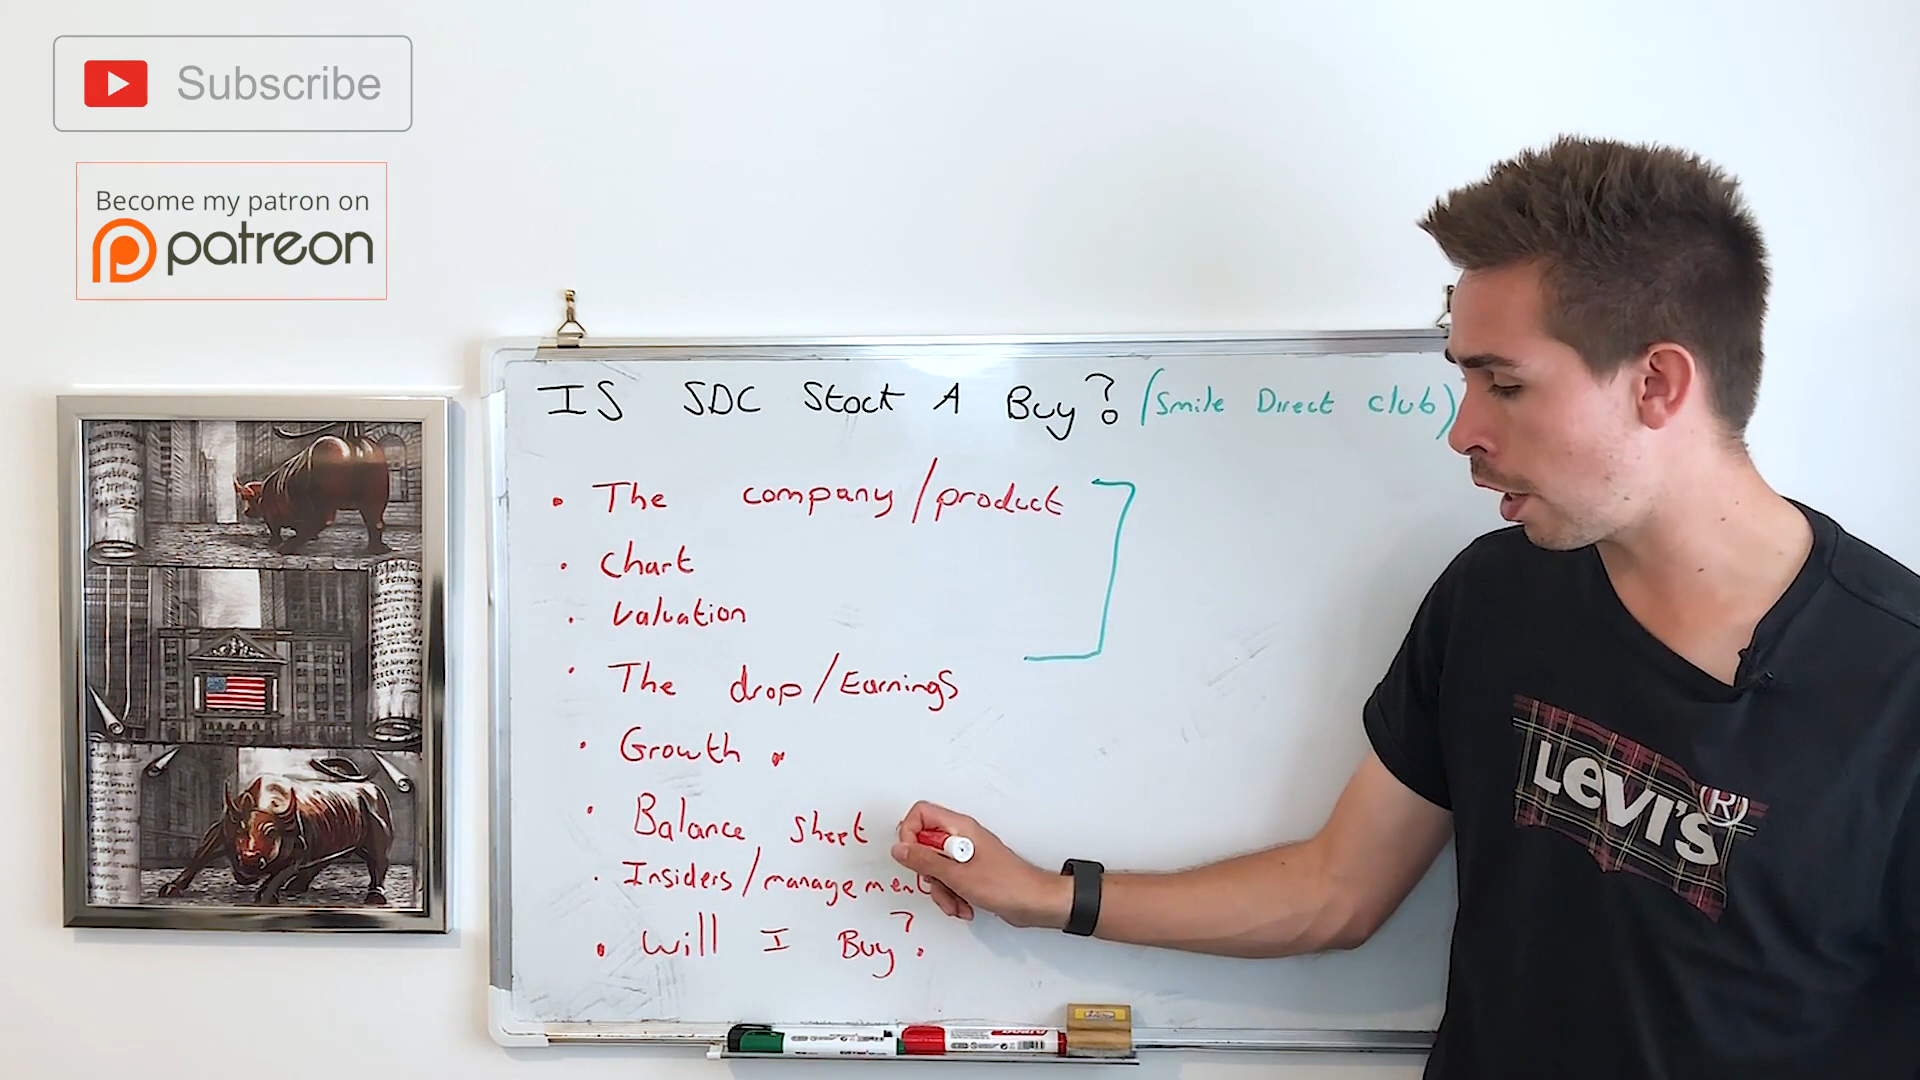 Subscribe
Become my patron on
patreon
IS SDC Stock A Buy? (Smile Direct club)
• The company/product
• Chart
• Valuation
• The drop/Earnings
• Growth
• Balance sheet
• Insiders/management
• Will I Buy?
LEVI'S®